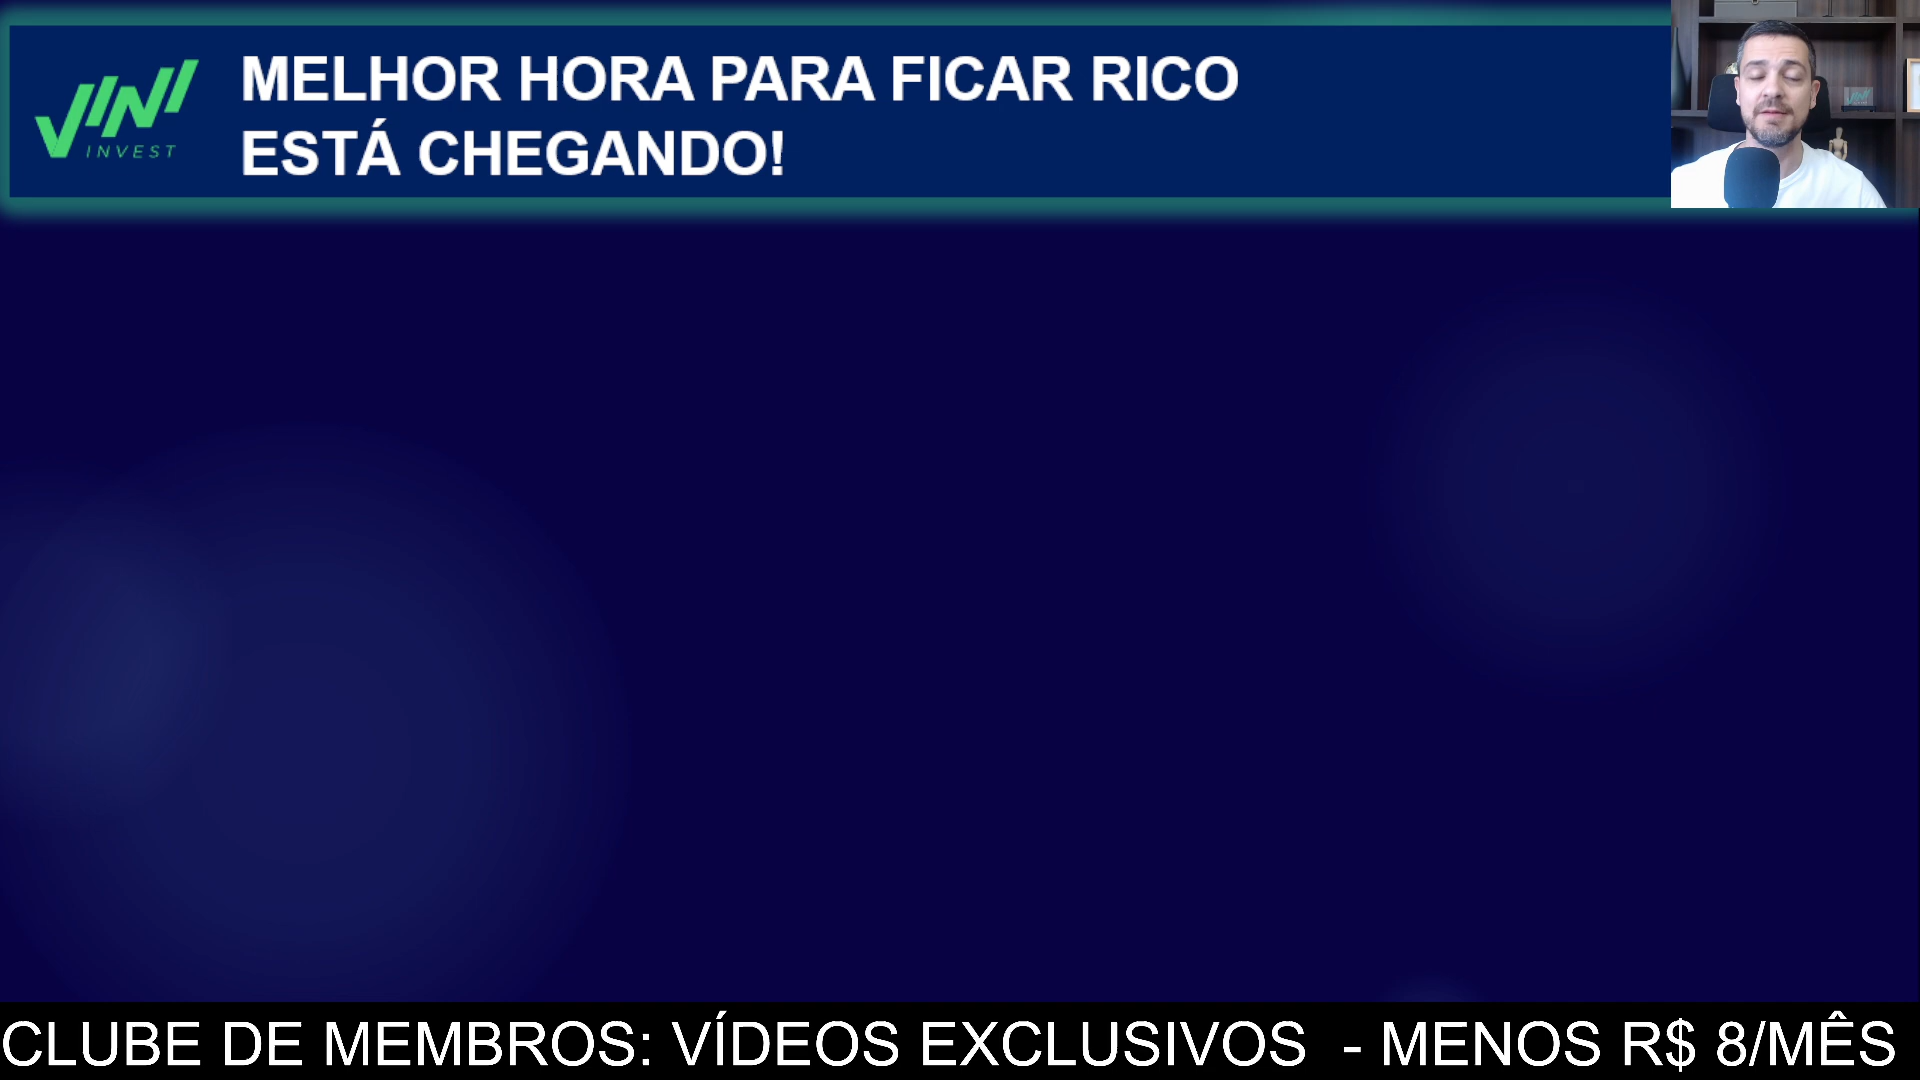 VINI
INVEST
MELHOR HORA PARA FICAR RICO
ESTÁ CHEGANDO!
CLUBE DE MEMBROS: VÍDEOS EXCLUSIVOS - MENOS R$ 8/MÊS